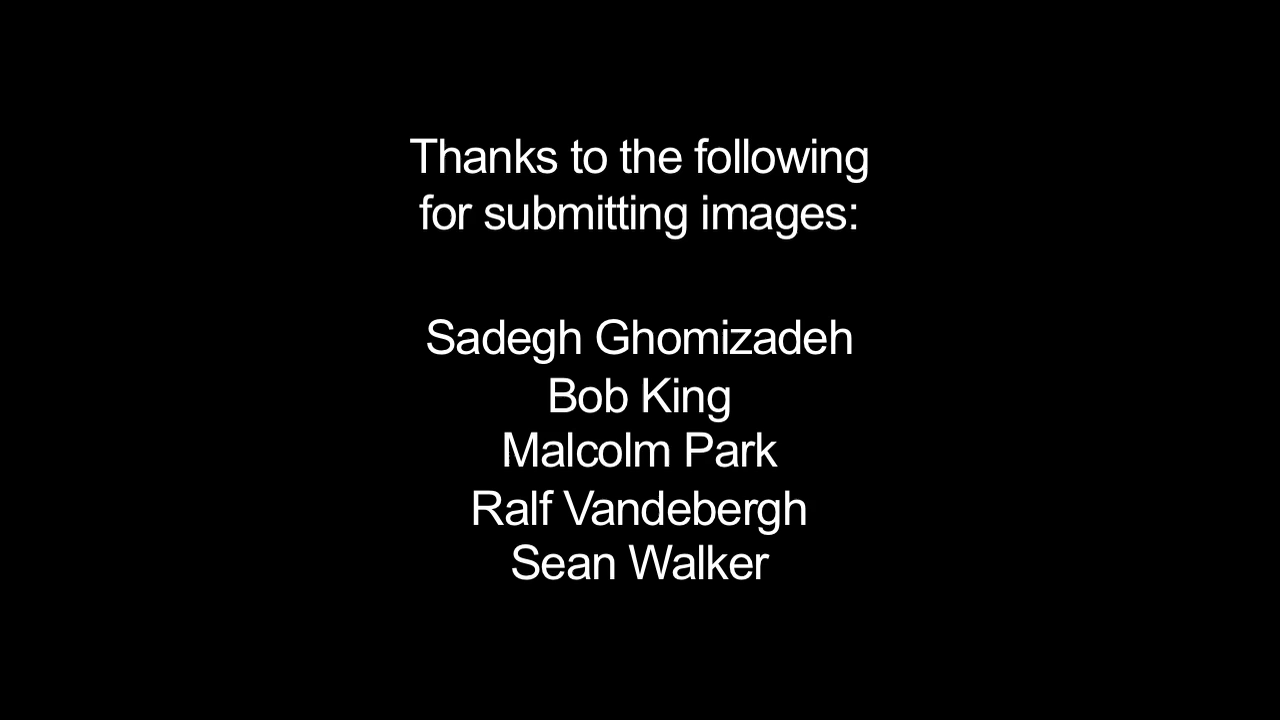 Thanks to the following
for submitting images:
Sadegh Ghomizadeh
Bob King
Malcolm Park
Ralf Vandebergh
Sean Walker